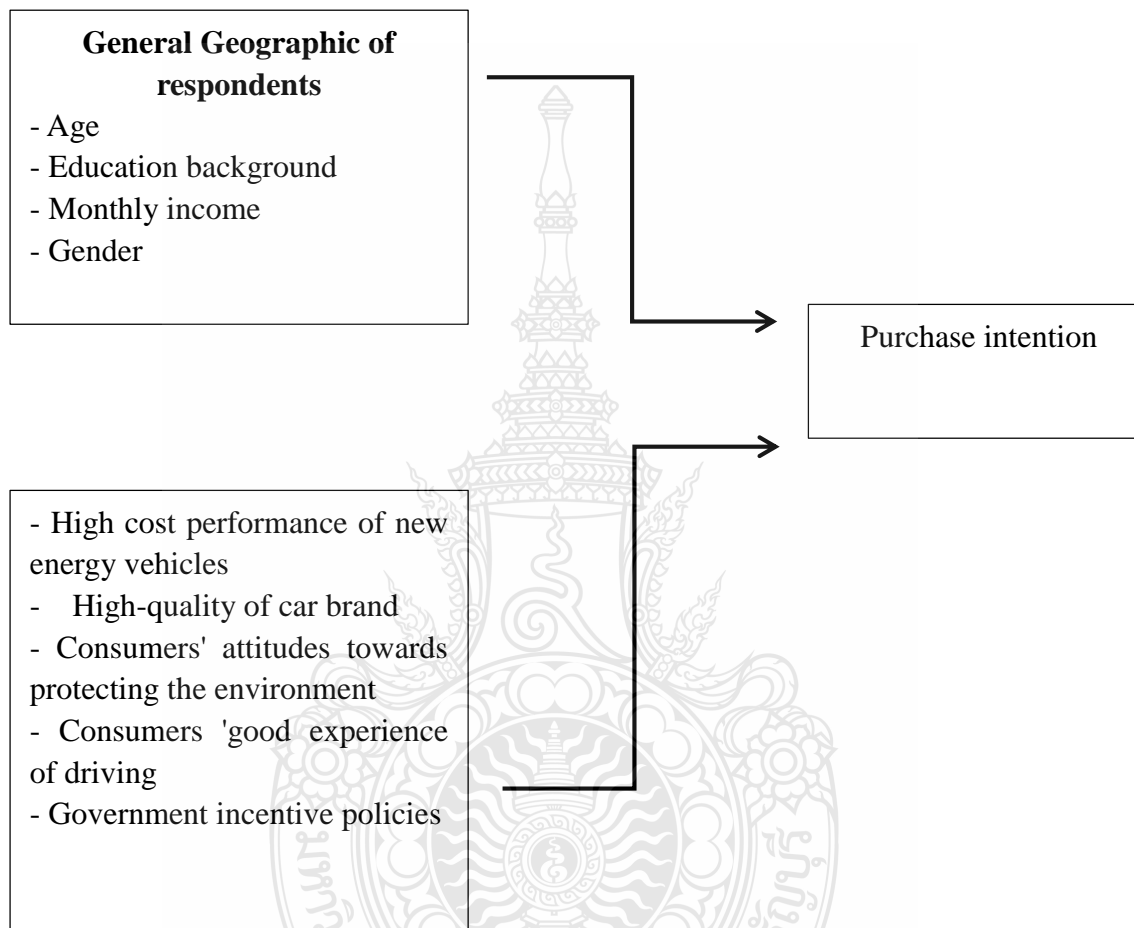 General Geographic of
respondents
- Age
- Education background
- Monthly income
- Gender
Purchase intention
- High cost performance of new
energy vehicles
- High-quality of car brand
- Consumers' attitudes towards
protecting the environment
- Consumers 'good experience
of driving
- Government incentive policies